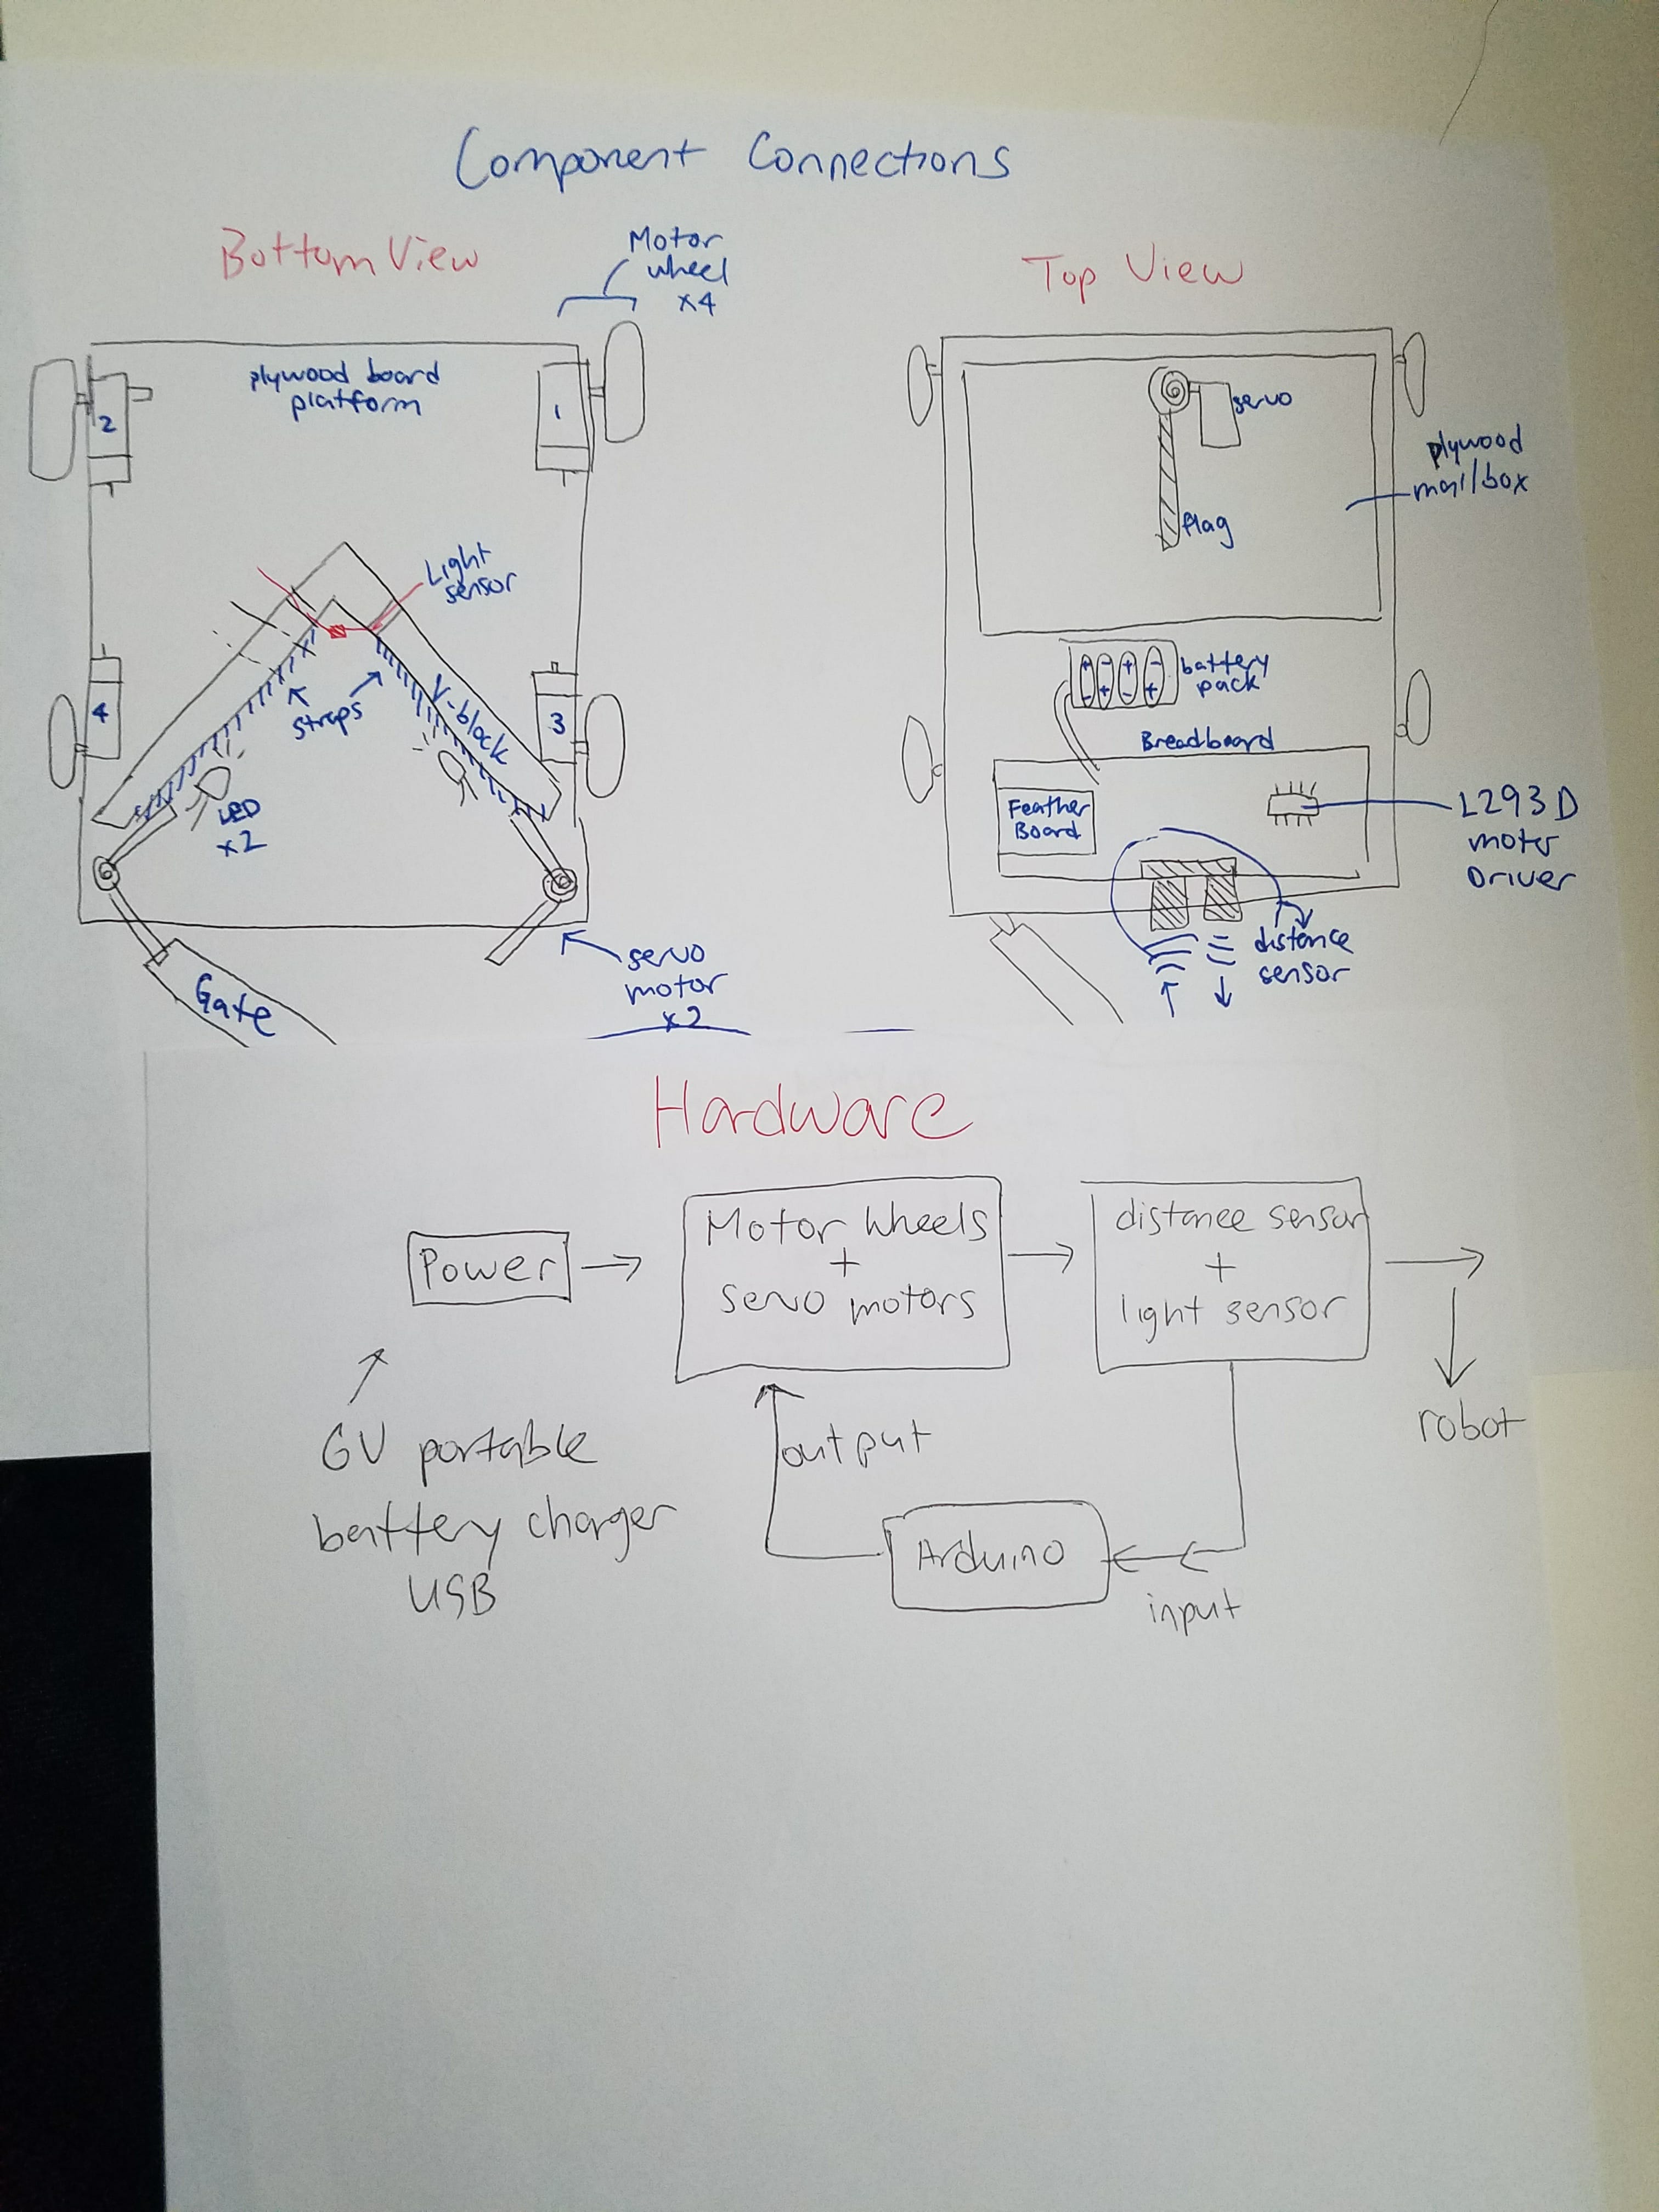 Component Connections
Bottom View
Motor
wheel
x4
plywood board
platform
2
1
Light
sensor
straps
V-block
4
3
LED
x2
Gate
servo
motor
x2
Top View
servo
flag
plywood
mailbox
battery
pack
+ - + -
- + - +
Breadboard
Feather
Board
L293D
motor
Driver
distance
sensor
Hardware
Power
Motor Wheels
+
servo motors
distance sensor
+
light sensor
6V portable
battery charger
USB
output
Arduino
input
robot